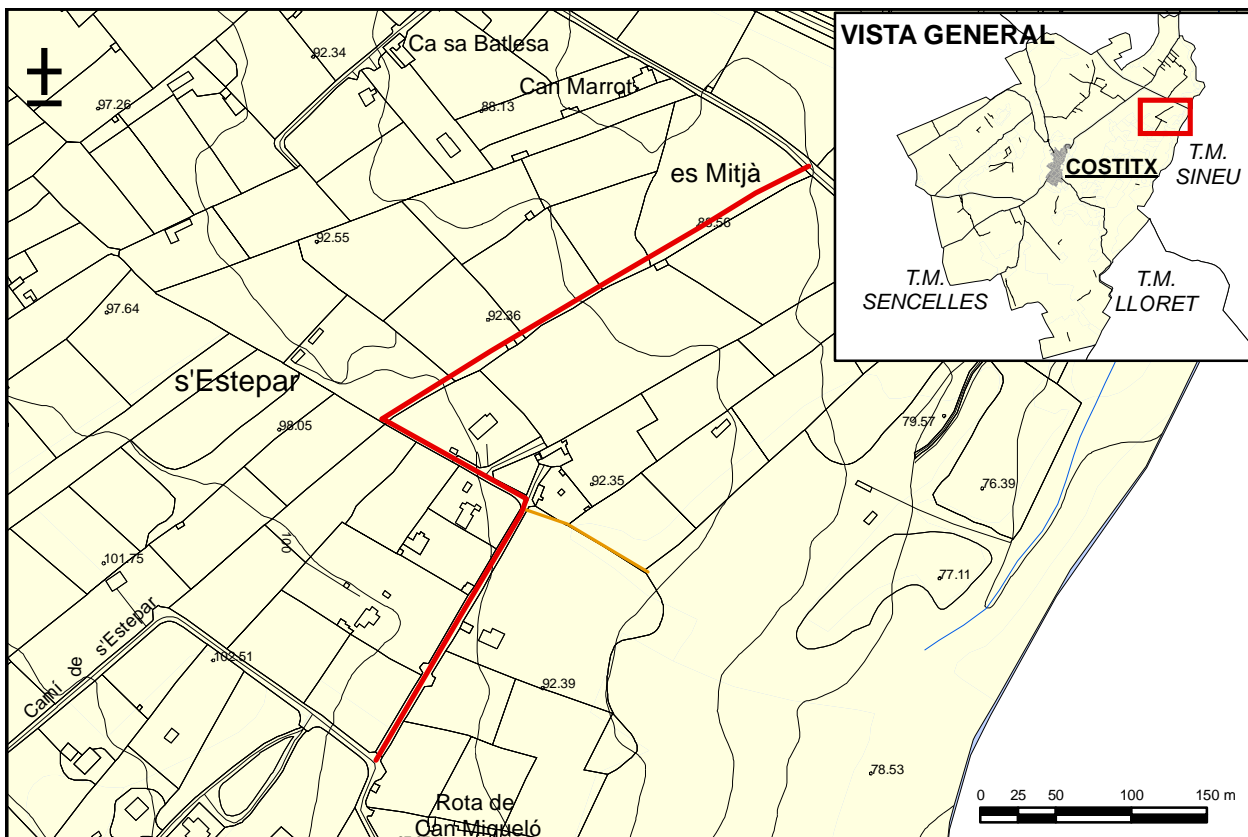 92.34
Ca sa Batlesa
VISTA GENERAL
97.26
88.13
Can Marrot
es Mitjà
COSTITX
T.M.
SINEU
92.55
T.M.
SENCELLES
T.M.
LLORET
97.64
92.36
s'Estepar
98.05
79.57
92.35
76.39
100
101.75
77.11
Camí de s'Estepar
102.51
92.39
78.53
Rota de
Can Miqueló
0 25 50 100 150 m